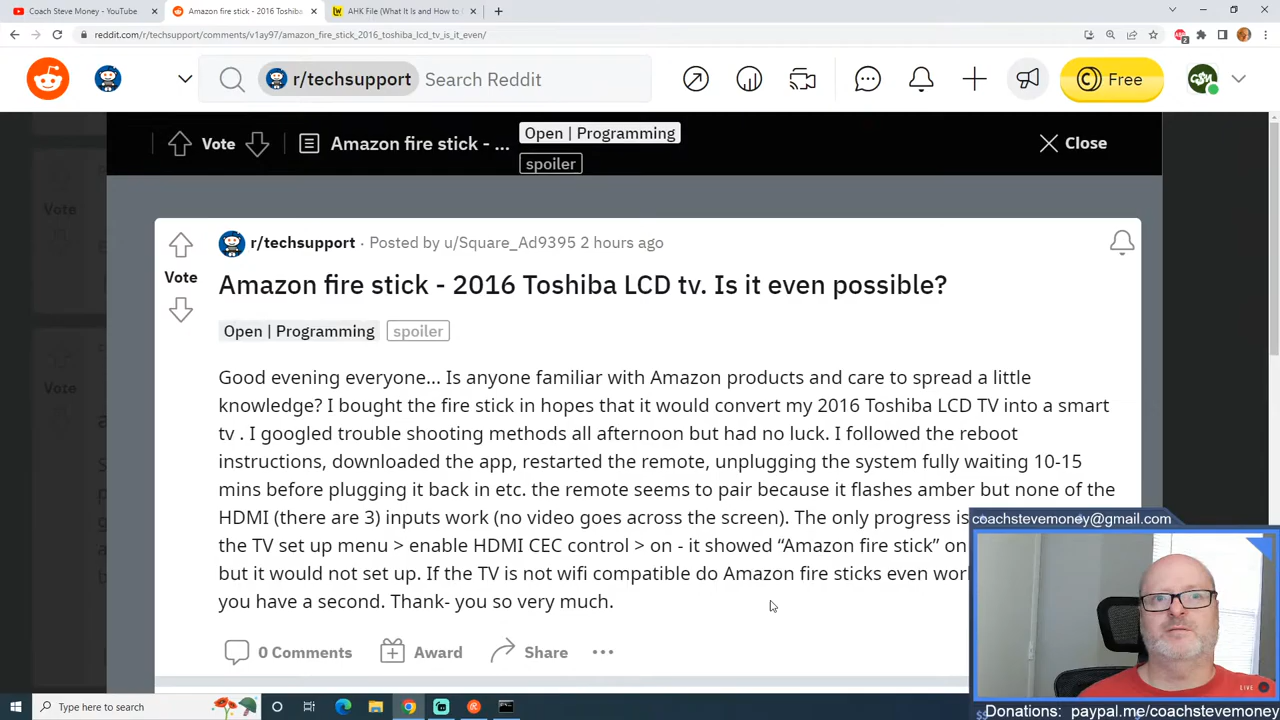 Coach Steve Money - YouTube
Amazon fire stick - 2016 Toshiba
AHK File (What It Is and How to
reddit.com/r/techsupport/comments/v1ay97/amazon_fire_stick_2016_toshiba_lcd_tv_is_it_even/
r/techsupport
Search Reddit
Free
Vote
Amazon fire stick - ...
Open | Programming
spoiler
Close
Vote
r/techsupport · Posted by u/Square_Ad9395 2 hours ago
Vote
Amazon fire stick - 2016 Toshiba LCD tv. Is it even possible?
Open | Programming
spoiler
Good evening everyone... Is anyone familiar with Amazon products and care to spread a little
knowledge? I bought the fire stick in hopes that it would convert my 2016 Toshiba LCD TV into a smart
tv . I googled trouble shooting methods all afternoon but had no luck. I followed the reboot
instructions, downloaded the app, restarted the remote, unplugging the system fully waiting 10-15
mins before plugging it back in etc. the remote seems to pair because it flashes amber but none of the
HDMI (there are 3) inputs work (no video goes across the screen). The only progress is
the TV set up menu > enable HDMI CEC control > on - it showed “Amazon fire stick” on
but it would not set up. If the TV is not wifi compatible do Amazon fire sticks even work
you have a second. Thank- you so very much.
Vote
0 Comments
Award
Share
coachstevemoney@gmail.com
LIVE
Type here to search
Donations: paypal.me/coachstevemoney